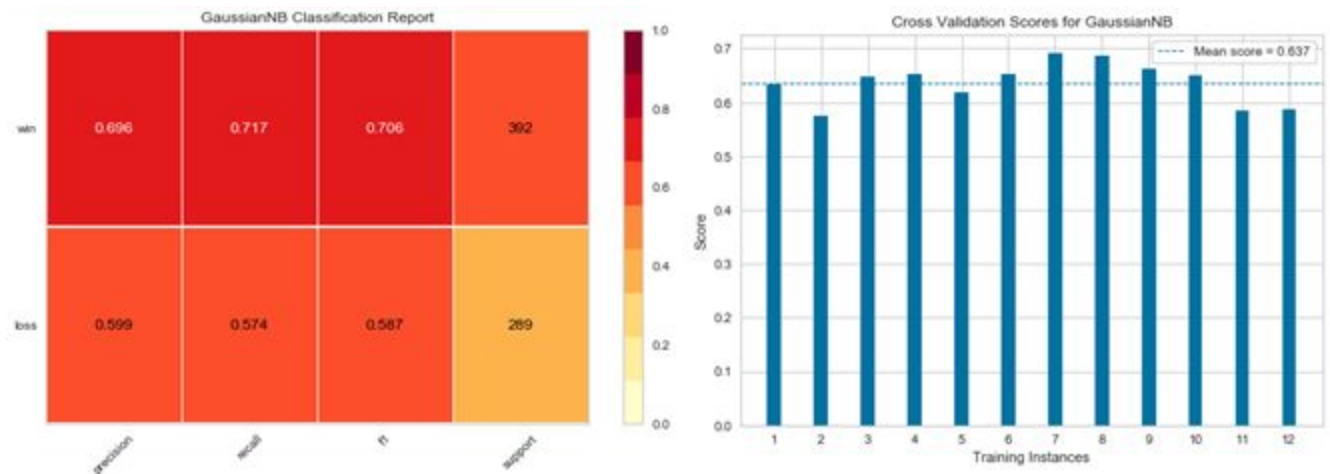 GaussianNB Classification Report
win
0.696 0.717 0.706 392
loss
0.599 0.574 0.587 289
precision recall f1 support
1.0
0.8
0.6
0.4
0.2
0.0
Cross Validation Scores for GaussianNB
Mean score = 0.637
Score
0.7
0.6
0.5
0.4
0.3
0.2
0.1
0.0
1 2 3 4 5 6 7 8 9 10 11 12
Training Instances